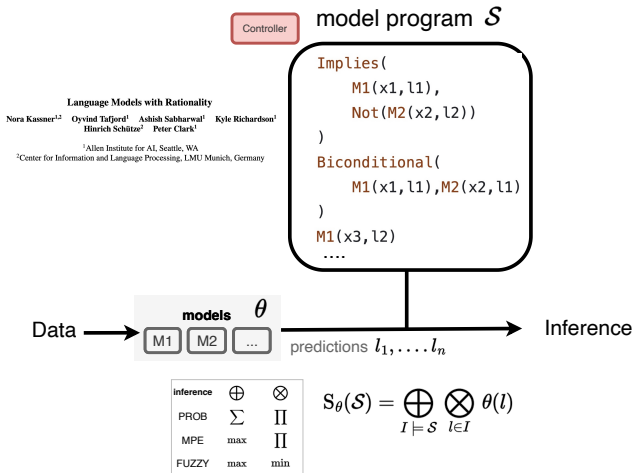 Controller
model program 𝒮
Implies(
M1(x1,l1),
Not(M2(x2,l2))
)
Biconditional(
M1(x1,l1),M2(x2,l1)
)
M1(x3,l2)
....
Language Models with Rationality
Nora Kassner¹,² Oyvind Tafjord¹ Ashish Sabharwal¹ Kyle Richardson¹
Hinrich Schütze² Peter Clark¹
¹Allen Institute for AI, Seattle, WA
²Center for Information and Language Processing, LMU Munich, Germany
models θ
Data
M1 M2 ...
predictions l₁, . . . . lₙ
Inference
inference ⊕ ⊗
PROB ∑ ∏
MPE max ∏
FUZZY max min
S_θ(𝒮) = ⊕_{I ⊨ 𝒮} ⊗_{l∈I} θ(l)